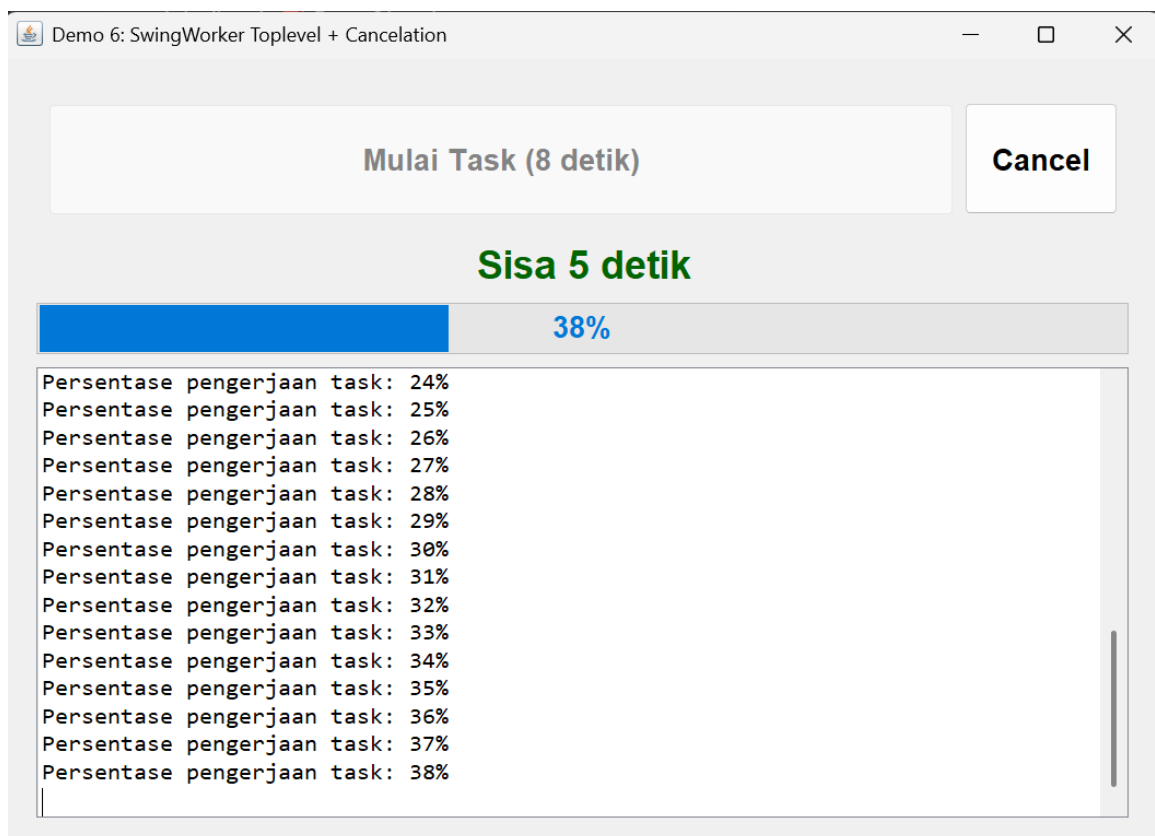 Demo 6: SwingWorker Toplevel + Cancelation
Mulai Task (8 detik)
Cancel
Sisa 5 detik
38%
Persentase pengerjaan task: 24%
Persentase pengerjaan task: 25%
Persentase pengerjaan task: 26%
Persentase pengerjaan task: 27%
Persentase pengerjaan task: 28%
Persentase pengerjaan task: 29%
Persentase pengerjaan task: 30%
Persentase pengerjaan task: 31%
Persentase pengerjaan task: 32%
Persentase pengerjaan task: 33%
Persentase pengerjaan task: 34%
Persentase pengerjaan task: 35%
Persentase pengerjaan task: 36%
Persentase pengerjaan task: 37%
Persentase pengerjaan task: 38%